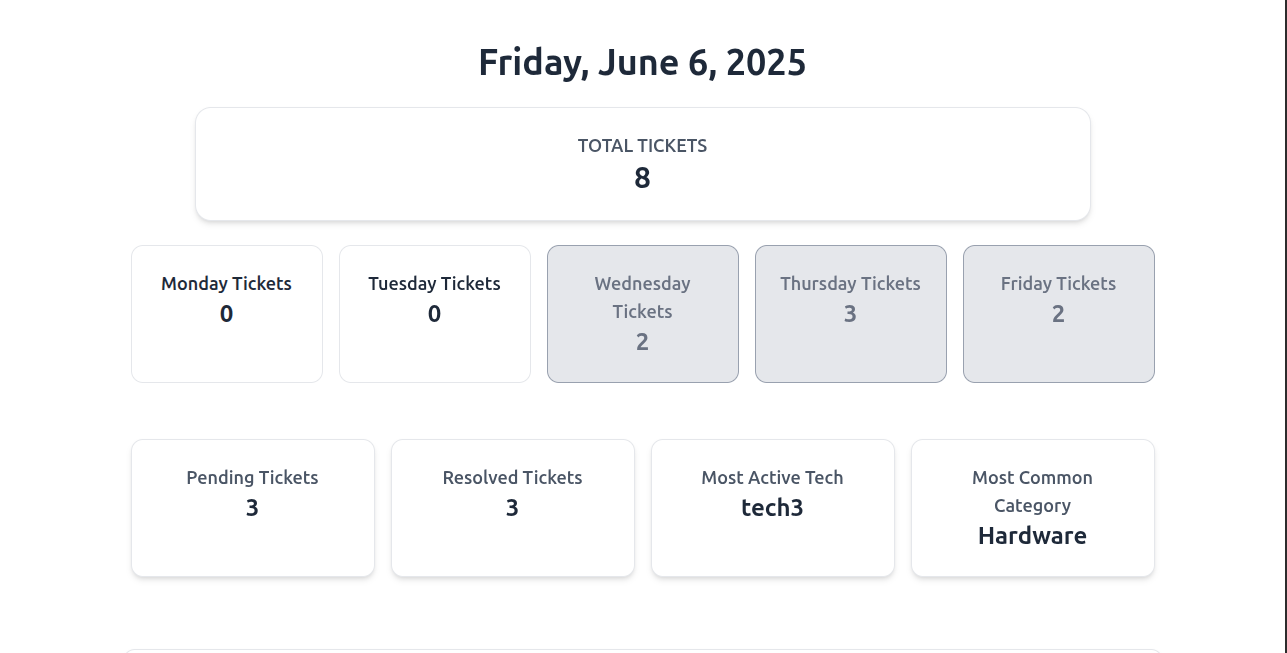 Friday, June 6, 2025
TOTAL TICKETS
8
Monday Tickets
0
Tuesday Tickets
0
Wednesday
Tickets
2
Thursday Tickets
3
Friday Tickets
2
Pending Tickets
3
Resolved Tickets
3
Most Active Tech
tech3
Most Common
Category
Hardware